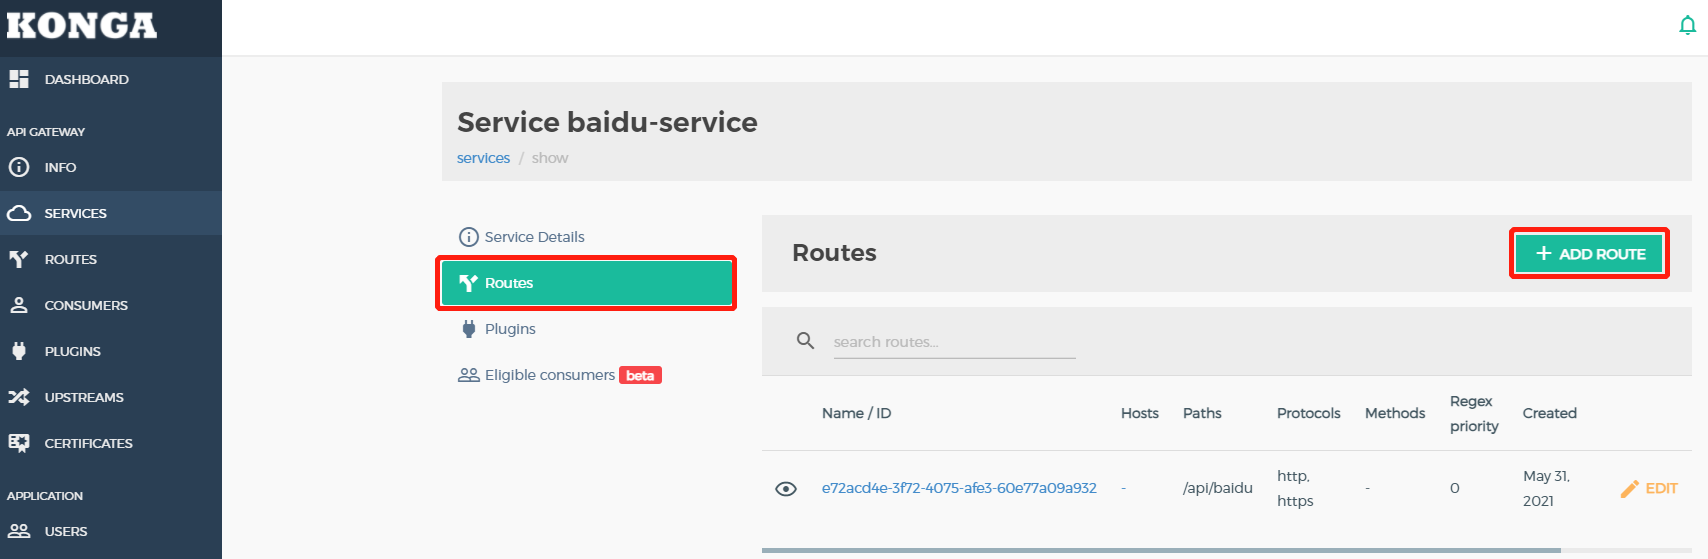 KONGA
DASHBOARD
API GATEWAY
INFO
SERVICES
ROUTES
CONSUMERS
PLUGINS
UPSTREAMS
CERTIFICATES
APPLICATION
USERS
Service baidu-service
services / show
Service Details
Routes
Plugins
Eligible consumers beta
Routes
+ ADD ROUTE
search routes...
Name / ID Hosts Paths Protocols Methods Regex priority Created
e72acd4e-3f72-4075-afe3-60e77a09a932 - /api/baidu http, https - 0 May 31, 2021 EDIT